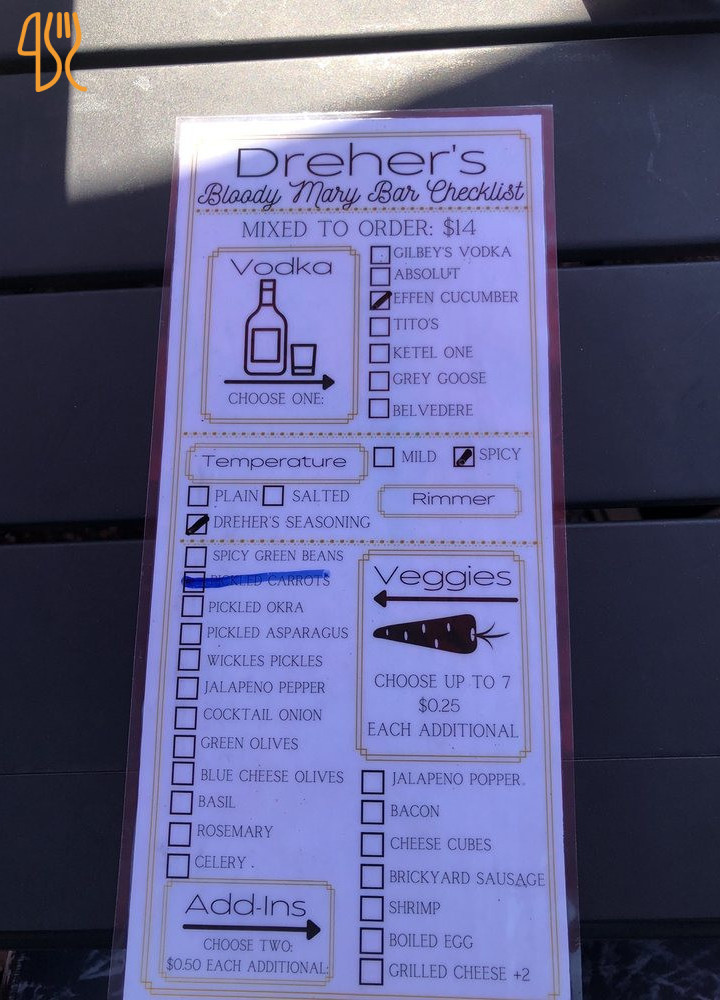 Dreher's
Bloody Mary Bar Checklist
MIXED TO ORDER: $14
Vodka
CHOOSE ONE:
GILBEY'S VODKA
ABSOLUT
EFFEN CUCUMBER
TITO'S
KETEL ONE
GREY GOOSE
BELVEDERE
Temperature
MILD
SPICY
PLAIN
SALTED
DREHER'S SEASONING
Rimmer
SPICY GREEN BEANS
PICKLED CARROTS
PICKLED OKRA
PICKLED ASPARAGUS
WICKLES PICKLES
JALAPENO PEPPER
COCKTAIL ONION
GREEN OLIVES
BLUE CHEESE OLIVES
BASIL
ROSEMARY
CELERY .
Veggies
CHOOSE UP TO 7
$0.25
EACH ADDITIONAL
Add-Ins
CHOOSE TWO:
$0.50 EACH ADDITIONAL:
JALAPENO POPPER
BACON
CHEESE CUBES
BRICKYARD SAUSAGE
SHRIMP
BOILED EGG
GRILLED CHEESE +2